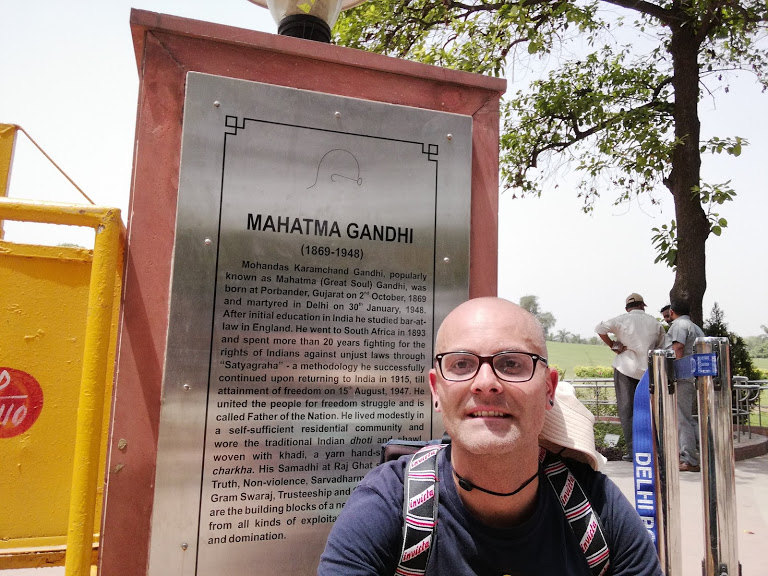 MAHATMA GANDHI
(1869-1948)
Mohandas Karamchand Gandhi, popularly
known as Mahatma (Great Soul) Gandhi, was
born at Porbander, Gujarat on 2nd October, 1869
and martyred in Delhi on 30th January, 1948.
After initial education in India he studied bar-at-
law in England. He went to South Africa in 1893
and spent more than 20 years fighting for the
rights of Indians against unjust laws through
"Satyagraha" - a methodology he successfully
continued upon returning to India in 1915, till
attainment of freedom on 15th August, 1947. He
united the people for freedom struggle and is
called Father of the Nation. He lived modestly in
a self-sufficient residential community and
wore the traditional Indian dhoti and shawl
woven with khadi, a yarn hand-s
charkha. His Samadhi at Raj Ghat
Truth, Non-violence, Sarvadharm
Gram Swaraj, Trusteeship and
are the building blocks of a ne
from all kinds of exploita
and domination.
invicta
invicta
DELHI PO